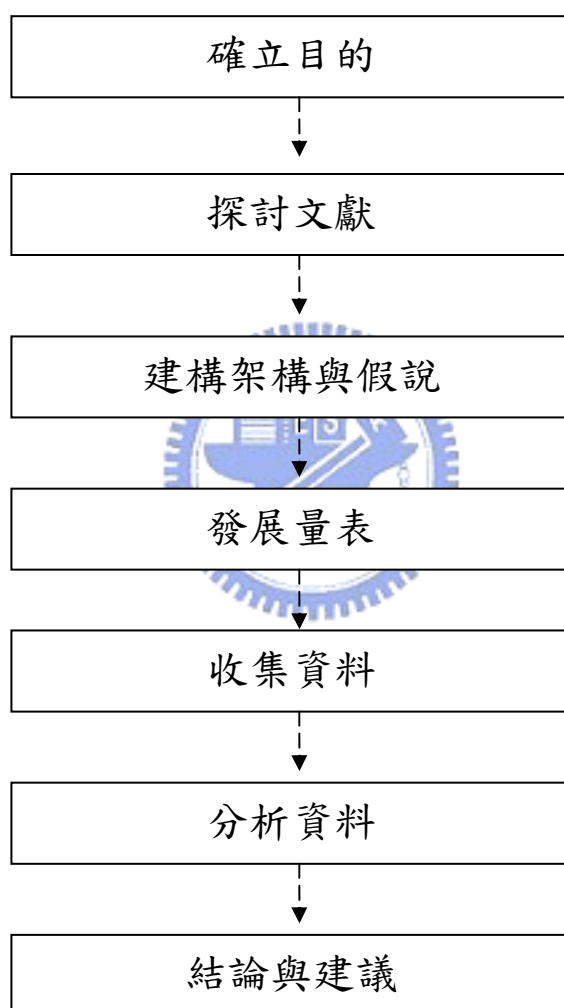 確立目的
探討文獻
建構架構與假說
發展量表
收集資料
分析資料
結論與建議